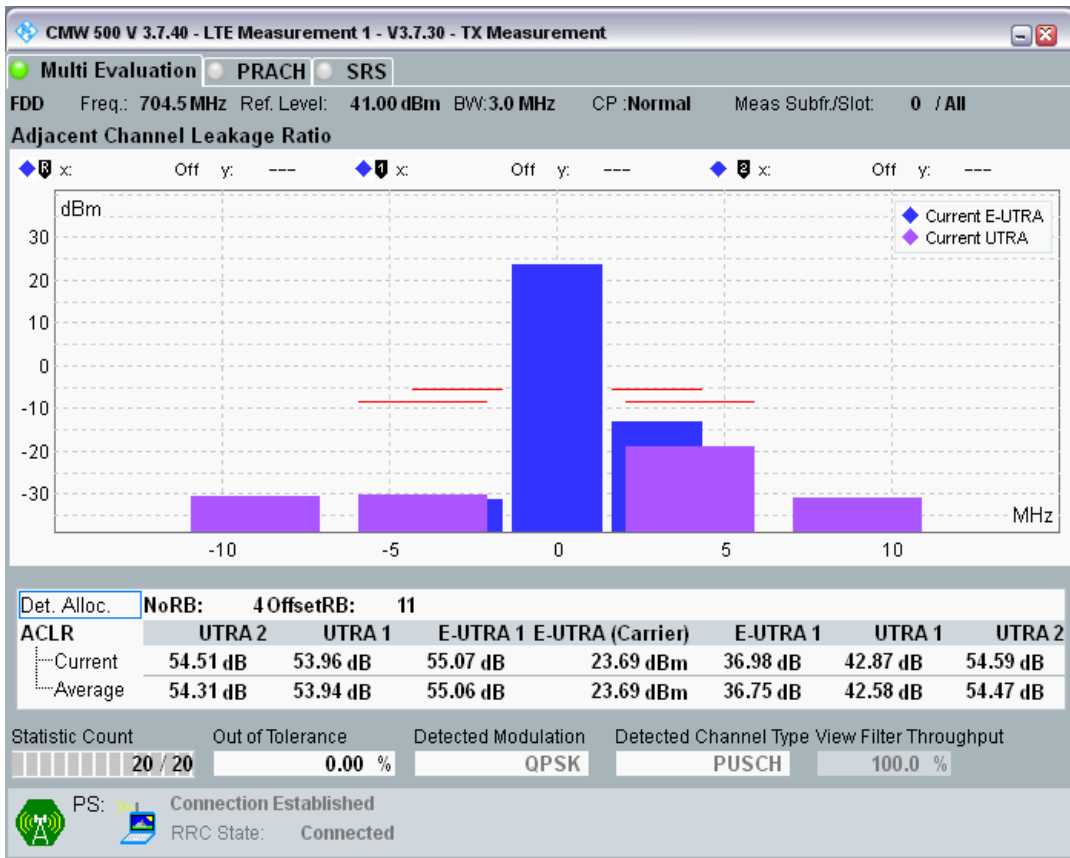 CMW 500 V 3.7.40 - LTE Measurement 1 - V3.7.30 - TX Measurement
Multi Evaluation PRACH SRS
FDD Freq.: 704.5 MHz Ref. Level: 41.00 dBm BW: 3.0 MHz CP :Normal Meas Subfr./Slot: 0 / All
Adjacent Channel Leakage Ratio
R x: Off y: --- 1 x: Off y: --- 2 x: Off y: ---
dBm
Current E-UTRA
Current UTRA
30
20
10
0
-10
-20
-30
MHz
-10 -5 0 5 10
Det. Alloc. NoRB: 4 OffsetRB: 11
ACLR UTRA 2 UTRA 1 E-UTRA 1 E-UTRA (Carrier) E-UTRA 1 UTRA 1 UTRA 2
Current 54.51 dB 53.96 dB 55.07 dB 23.69 dBm 36.98 dB 42.87 dB 54.59 dB
Average 54.31 dB 53.94 dB 55.06 dB 23.69 dBm 36.75 dB 42.58 dB 54.47 dB
Statistic Count Out of Tolerance Detected Modulation Detected Channel Type View Filter Throughput
20 / 20 0.00 % QPSK PUSCH 100.0 %
PS: Connection Established
RRC State: Connected